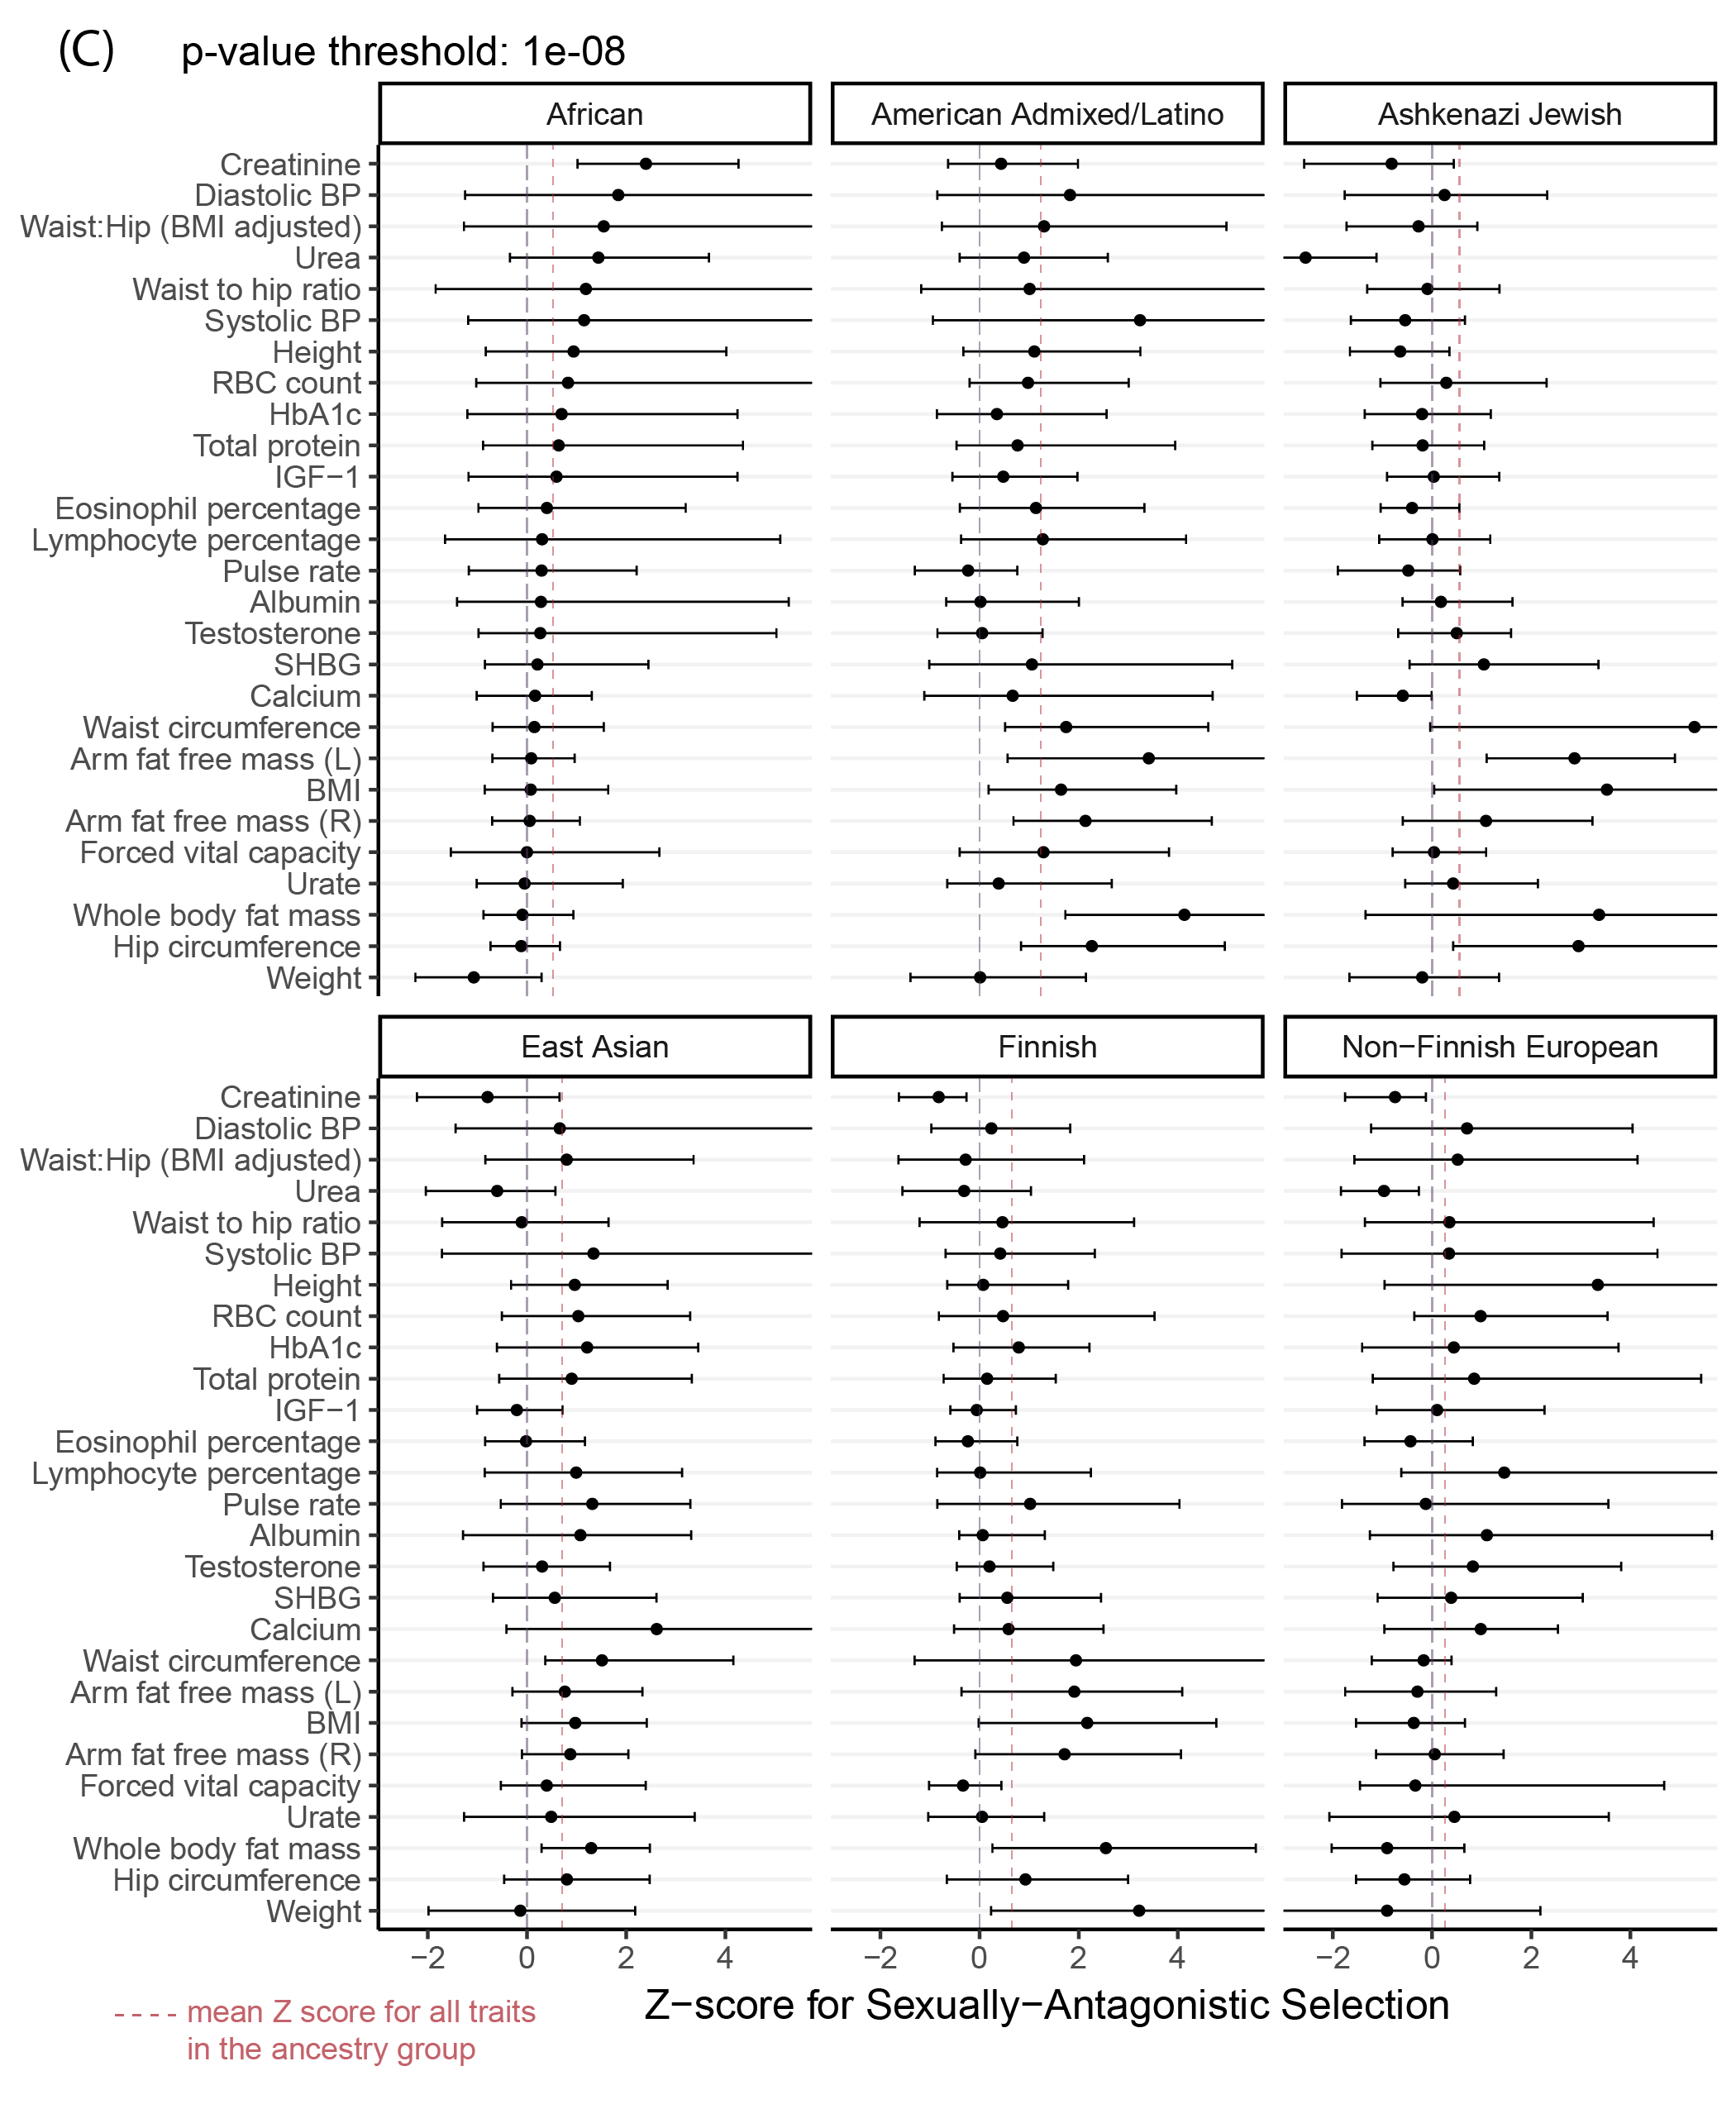 (C) p-value threshold: 1e-08
African American Admixed/Latino Ashkenazi Jewish
Creatinine
Diastolic BP
Waist:Hip (BMI adjusted)
Urea
Waist to hip ratio
Systolic BP
Height
RBC count
HbA1c
Total protein
IGF−1
Eosinophil percentage
Lymphocyte percentage
Pulse rate
Albumin
Testosterone
SHBG
Calcium
Waist circumference
Arm fat free mass (L)
BMI
Arm fat free mass (R)
Forced vital capacity
Urate
Whole body fat mass
Hip circumference
Weight
East Asian Finnish Non−Finnish European
Creatinine
Diastolic BP
Waist:Hip (BMI adjusted)
Urea
Waist to hip ratio
Systolic BP
Height
RBC count
HbA1c
Total protein
IGF−1
Eosinophil percentage
Lymphocyte percentage
Pulse rate
Albumin
Testosterone
SHBG
Calcium
Waist circumference
Arm fat free mass (L)
BMI
Arm fat free mass (R)
Forced vital capacity
Urate
Whole body fat mass
Hip circumference
Weight
−2 0 2 4 −2 0 2 4 −2 0 2 4
Z−score for Sexually−Antagonistic Selection
mean Z score for all traits
in the ancestry group